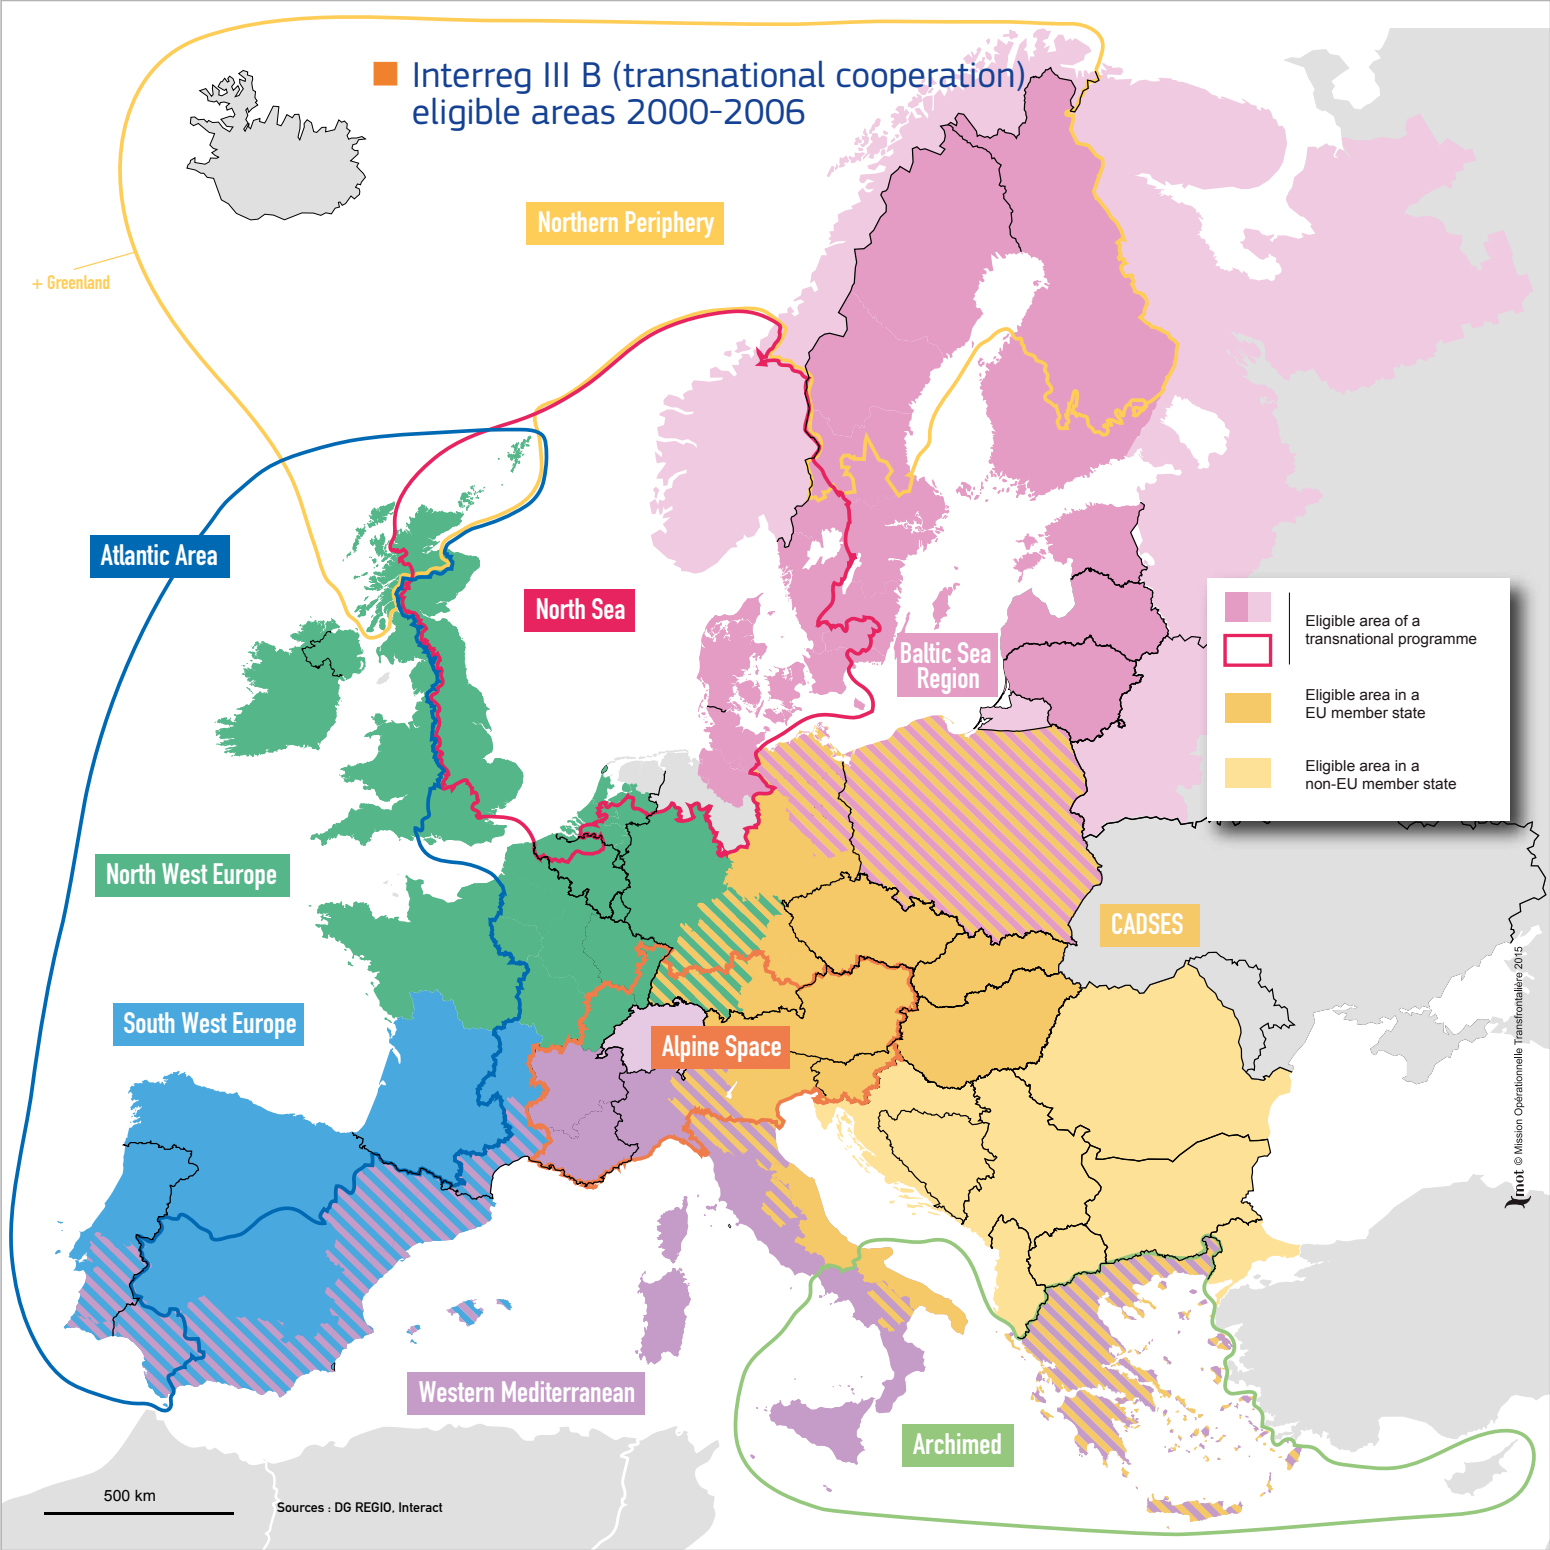 Interreg III B (transnational cooperation)
eligible areas 2000-2006
Northern Periphery
+ Greenland
Atlantic Area
North Sea
Baltic Sea
Region
Eligible area of a
transnational programme
Eligible area in a
EU member state
Eligible area in a
non-EU member state
North West Europe
CADSES
South West Europe
Alpine Space
Western Mediterranean
Archimed
500 km
Sources : DG REGIO, Interact
mot © Mission Opérationnelle Transfrontalière 2015